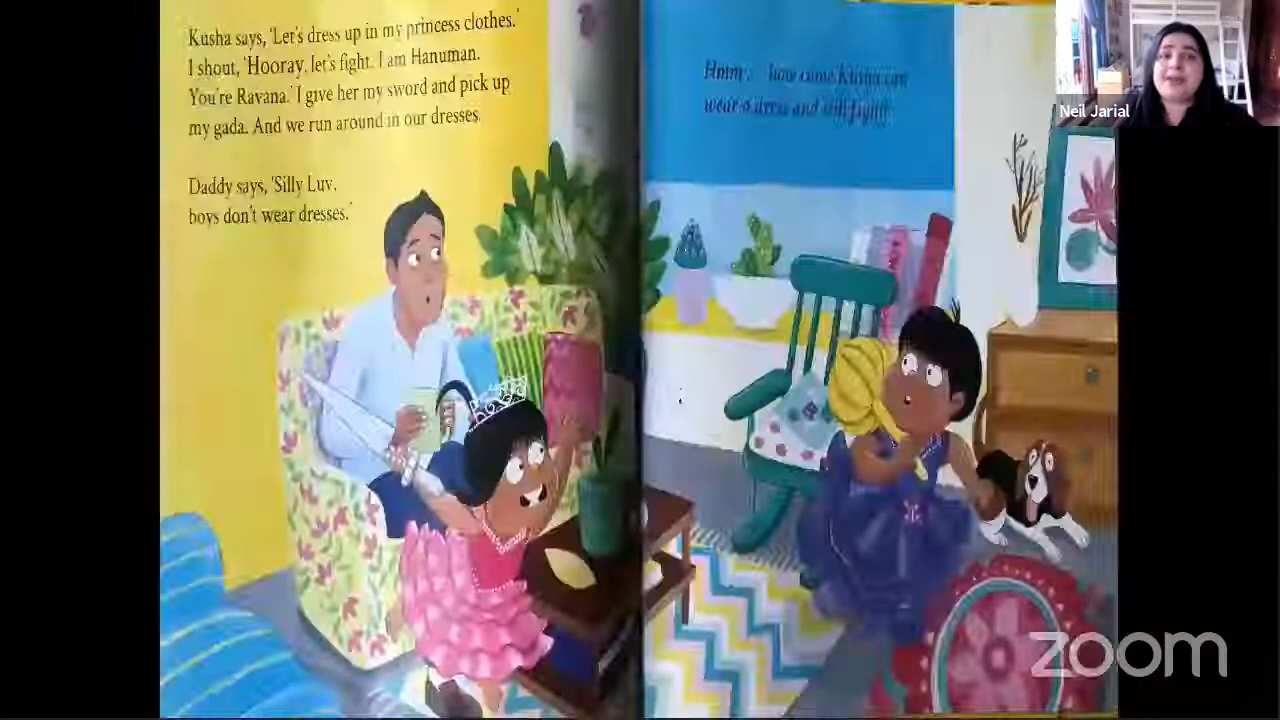 Kusha says, 'Let's dress up in my princess clothes.'
I shout, 'Hooray, let's fight. I am Hanuman.
You're Ravana.' I give her my sword and pick up
my gada. And we run around in our dresses.
Daddy says, 'Silly Luv,
boys don't wear dresses.'
Hmm... how come Kusha can
wear a dress and still fight?
Neil Jarial
zoom